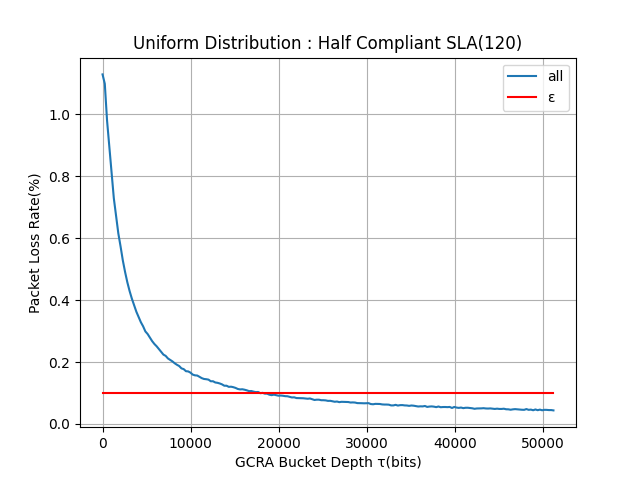 Uniform Distribution : Half Compliant SLA(120)
all
ε
Packet Loss Rate(%)
1.0
0.8
0.6
0.4
0.2
0.0
0
10000
20000
30000
40000
50000
GCRA Bucket Depth τ(bits)